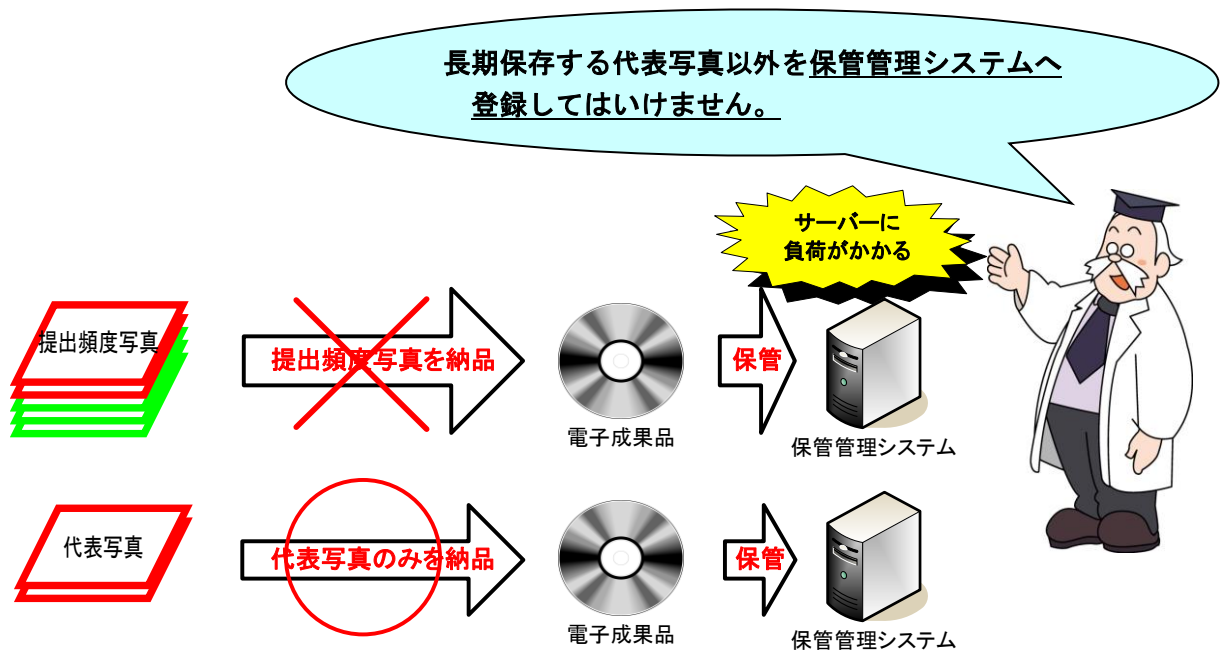 長期保存する代表写真以外を保管管理システムへ
登録してはいけません。
サーバーに
負荷がかかる
提出頻度写真
提出頻度写真を納品
保管
電子成果品
保管管理システム
代表写真
代表写真のみを納品
保管
電子成果品
保管管理システム